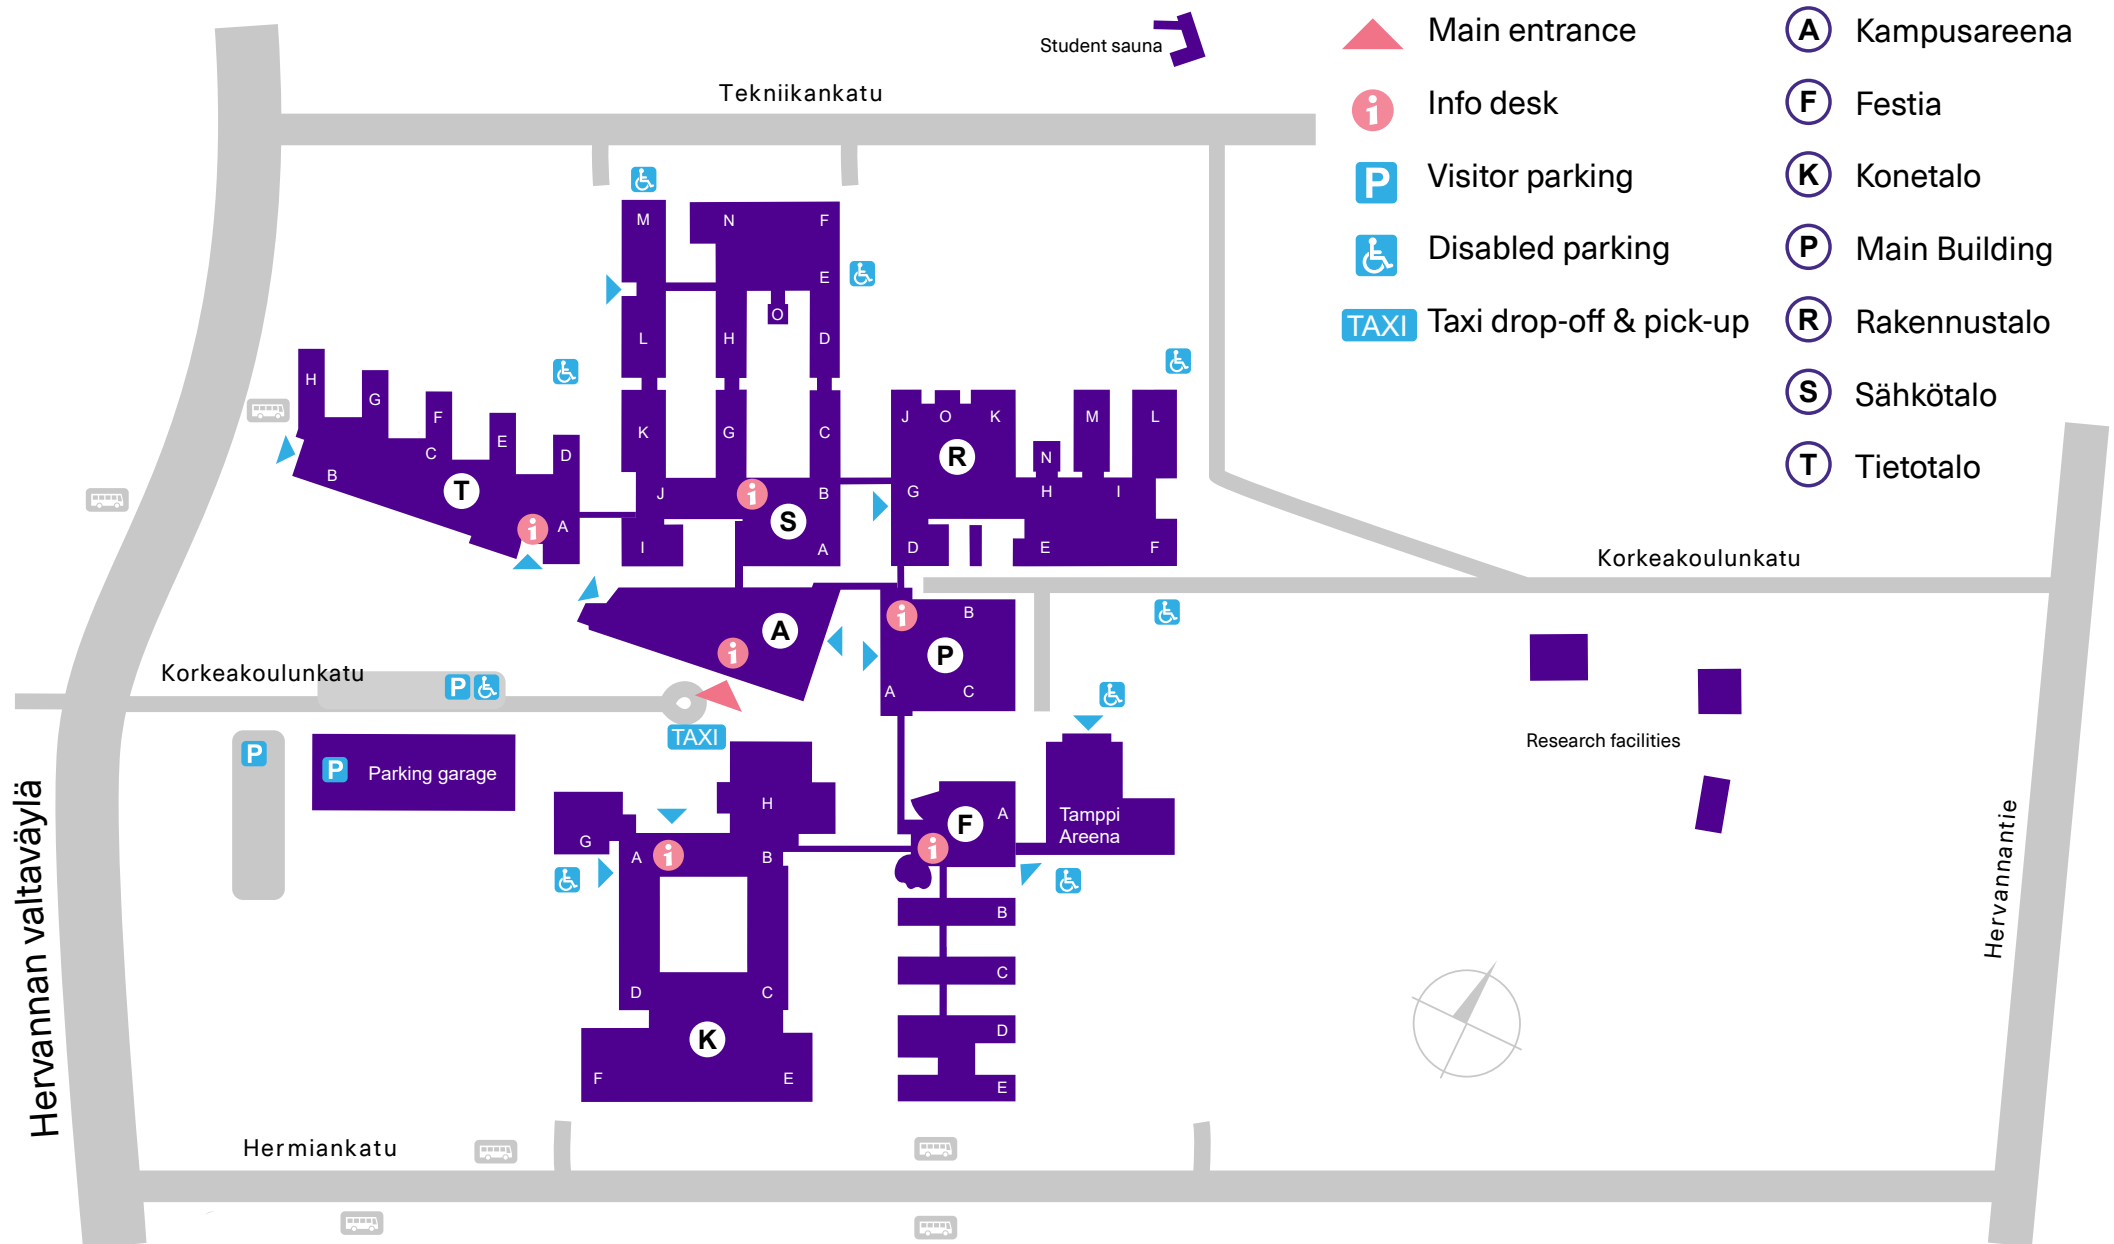 Student sauna
Main entrance
A Kampusareena
Tekniikankatu
i Info desk
F Festia
P Visitor parking
K Konetalo
Disabled parking
P Main Building
TAXI Taxi drop-off & pick-up
R Rakennustalo
S Sähkötalo
T Tietotalo
M
N
F
E
O
L
H
D
H
G
F
E
D
C
B
T
i
A
K
G
C
J
i
B
S
I
A
J
O
K
M
L
R
N
G
H
I
D
E
F
Korkeakoulunkatu
A
i
i
B
P
A
C
Korkeakoulunkatu
P
TAXI
P
P Parking garage
Research facilities
Hervannan valtaväylä
Hervannantie
H
G
A
i
B
D
C
K
F
E
F
A
i
Tamppi
Areena
B
C
D
E
Hermiankatu